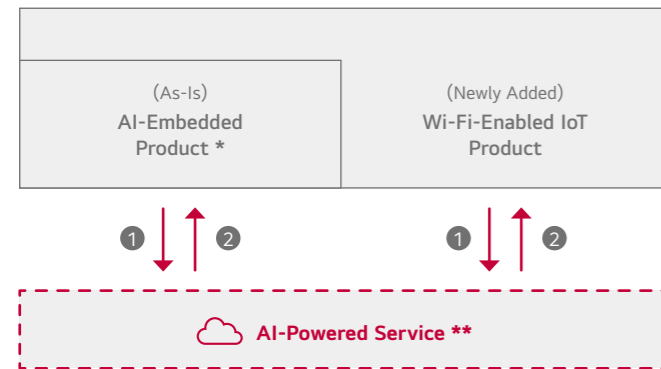 (As-Is)
AI-Embedded
Product *
(Newly Added)
Wi-Fi-Enabled IoT
Product
1
2
1
2
AI-Powered Service **